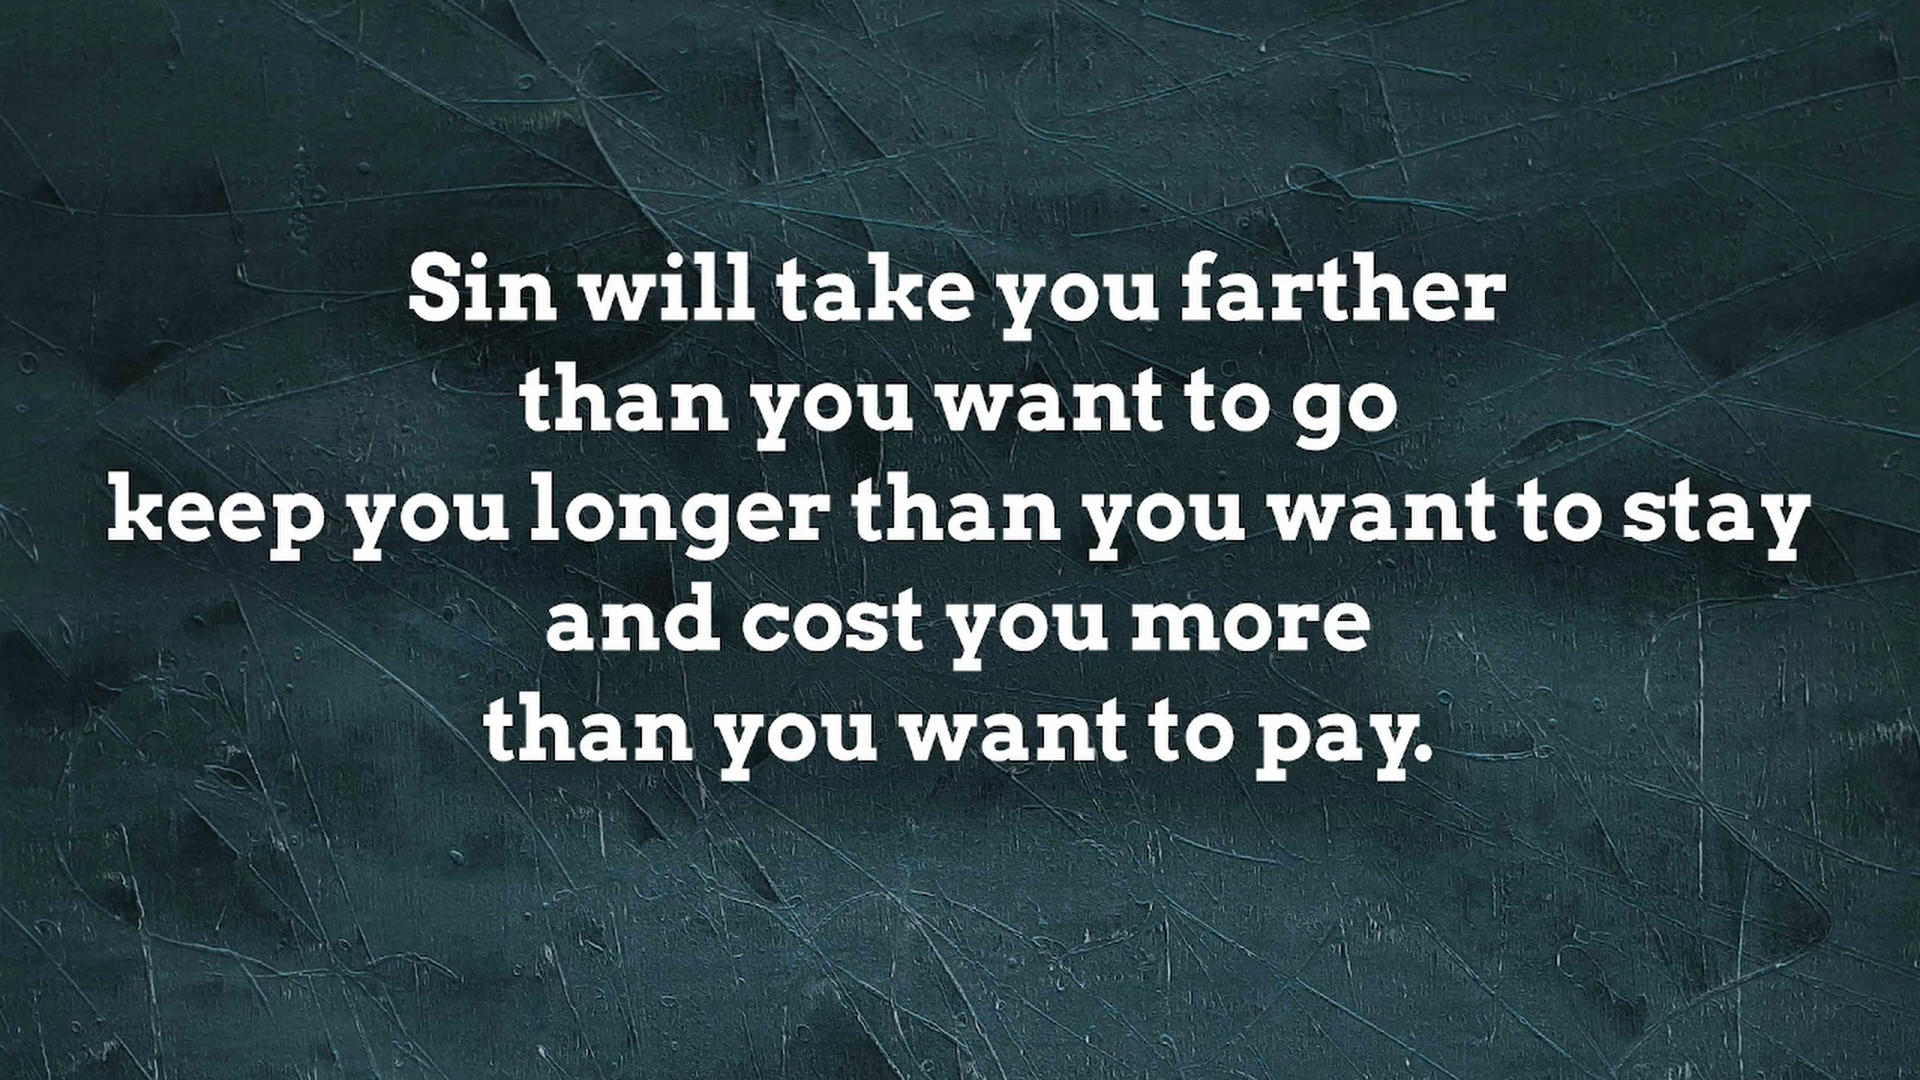 Sin will take you farther
than you want to go
keep you longer than you want to stay
and cost you more
than you want to pay.